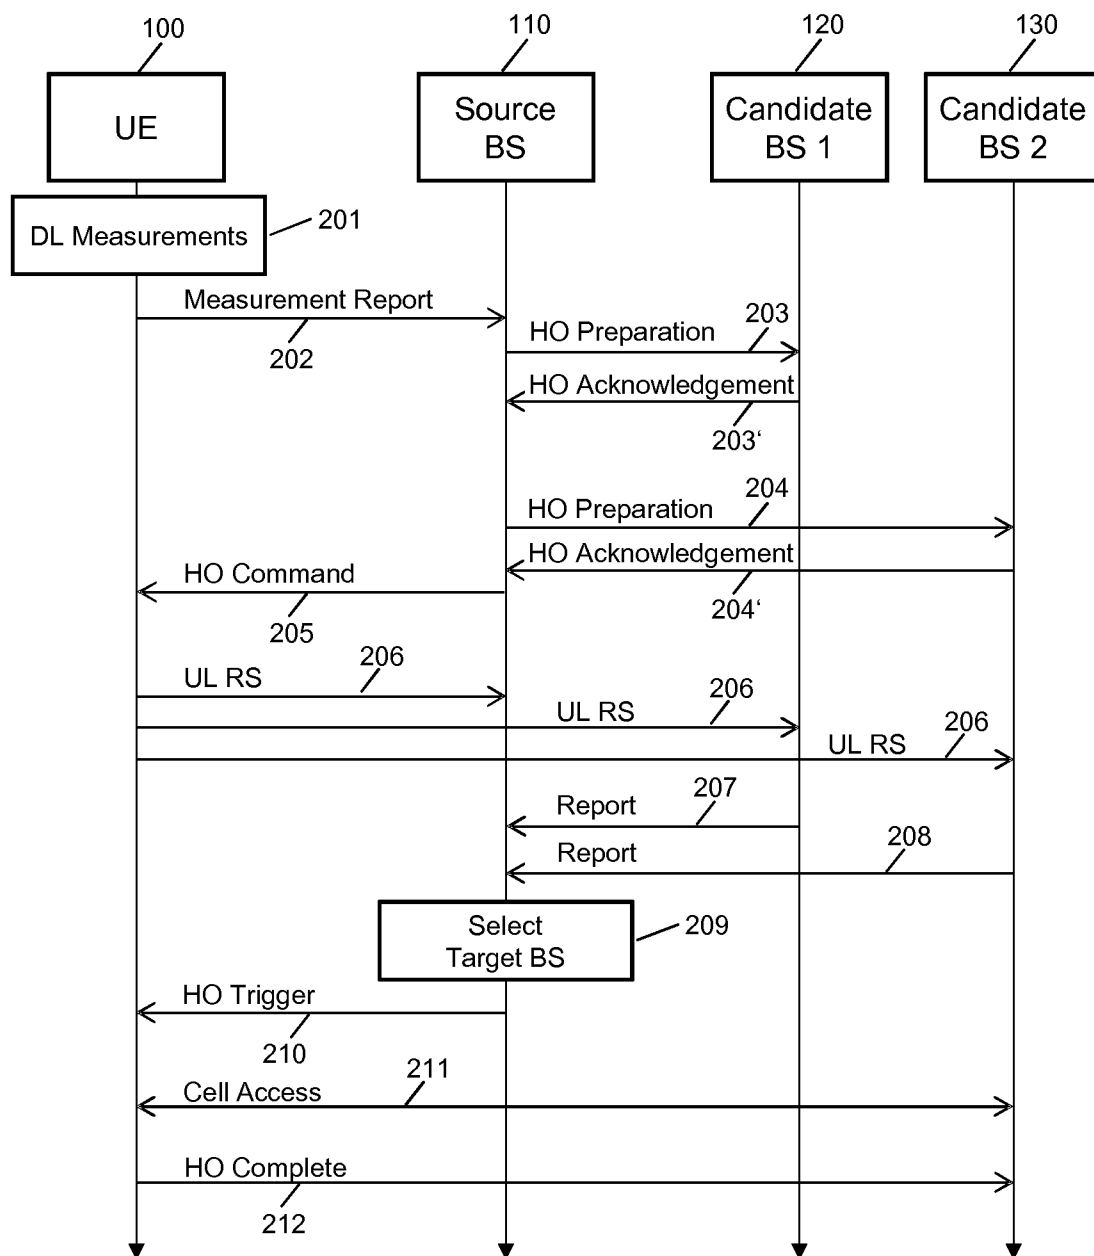 100
110
120
130
UE
Source
BS
Candidate
BS 1
Candidate
BS 2
DL Measurements
201
Measurement Report
202
HO Preparation
203
HO Acknowledgement
203‘
HO Preparation
204
HO Acknowledgement
204‘
HO Command
205
UL RS
206
UL RS
206
UL RS
206
Report
207
Report
208
Select
Target BS
209
HO Trigger
210
Cell Access
211
HO Complete
212